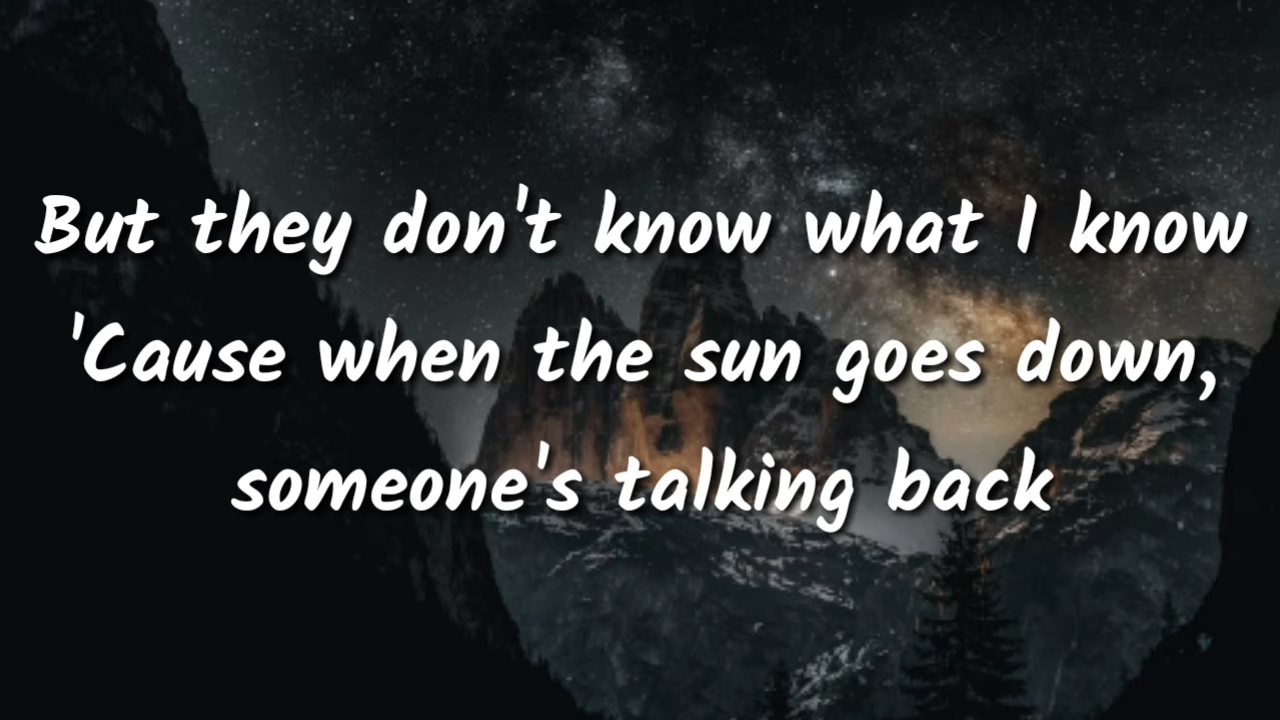 But they don't know what I know
'Cause when the sun goes down,
someone's talking back